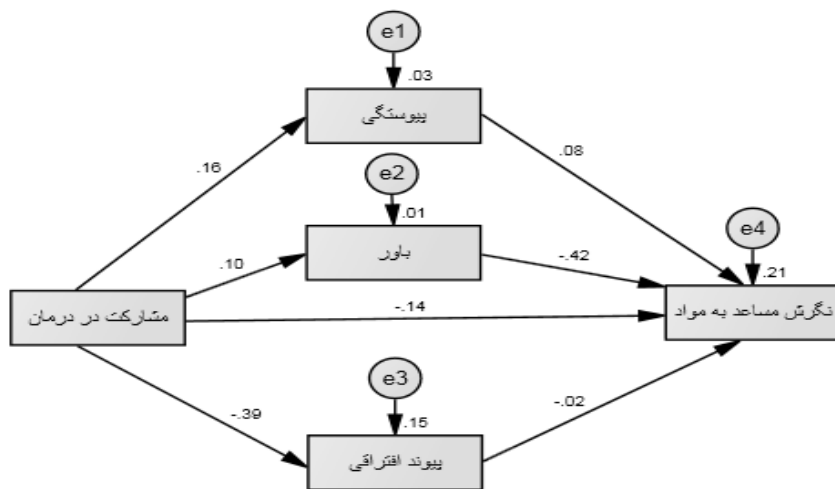 e1
.03
پیوستگی
.16
.08
e2
.01
باور
.10
-.42
e4
.21
نگرش مساعد به مواد
مشارکت در درمان
-.14
e3
-.39
.15
-.02
پیوند افتراقی